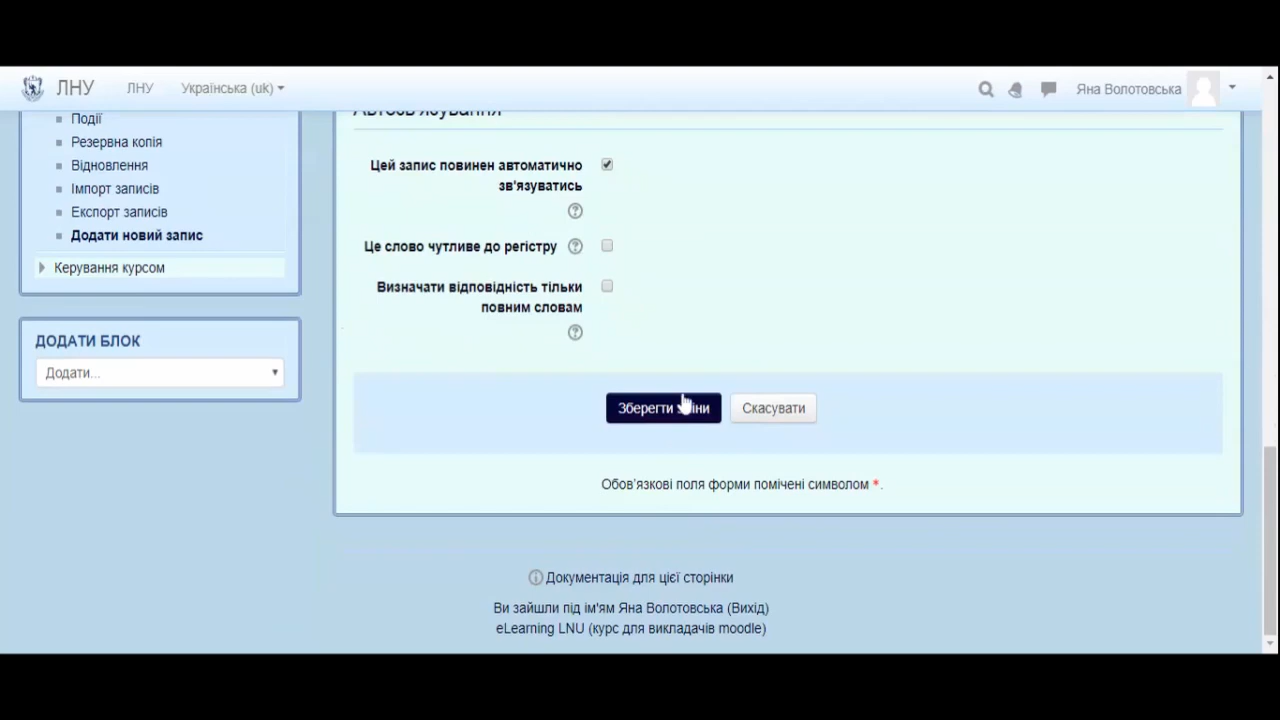 ЛНУ ЛНУ Українська (uk) Яна Волотовська
Події
Резервна копія
Відновлення
Імпорт записів
Експорт записів
Додати новий запис
Керування курсом
ДОДАТИ БЛОК
Додати...
Автозв'язування
Цей запис повинен автоматично
зв'язуватись
Це слово чутливе до регістру
Визначати відповідність тільки
повним словам
Зберегти зміни Скасувати
Обов'язкові поля форми помічені символом *.
Документація для цієї сторінки
Ви зайшли під ім'ям Яна Волотовська (Вихід)
eLearning LNU (курс для викладачів moodle)